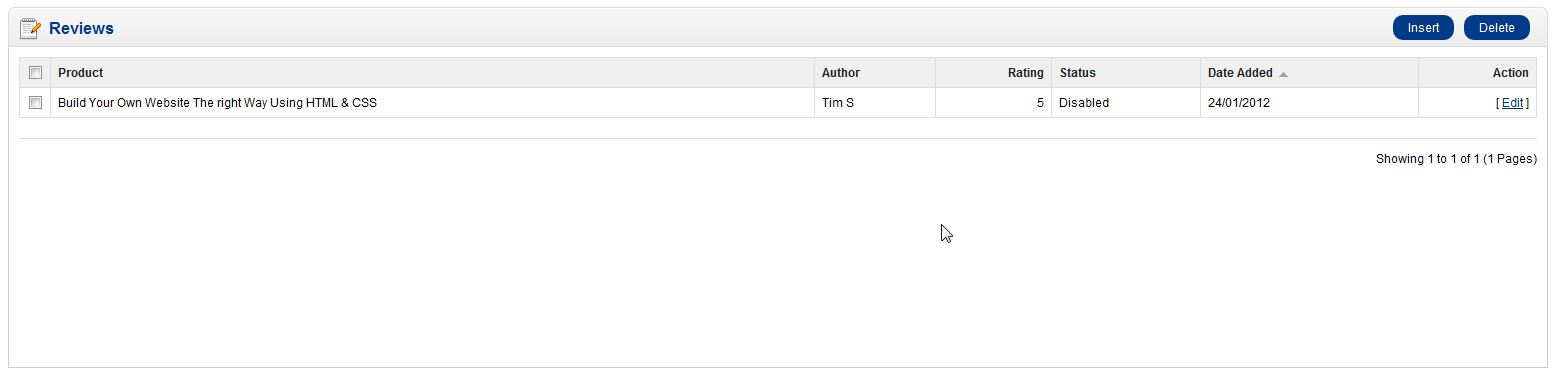 Reviews Insert Delete
Product Author Rating Status Date Added Action
Build Your Own Website The right Way Using HTML & CSS Tim S 5 Disabled 24/01/2012 [ Edit ]
Showing 1 to 1 of 1 (1 Pages)